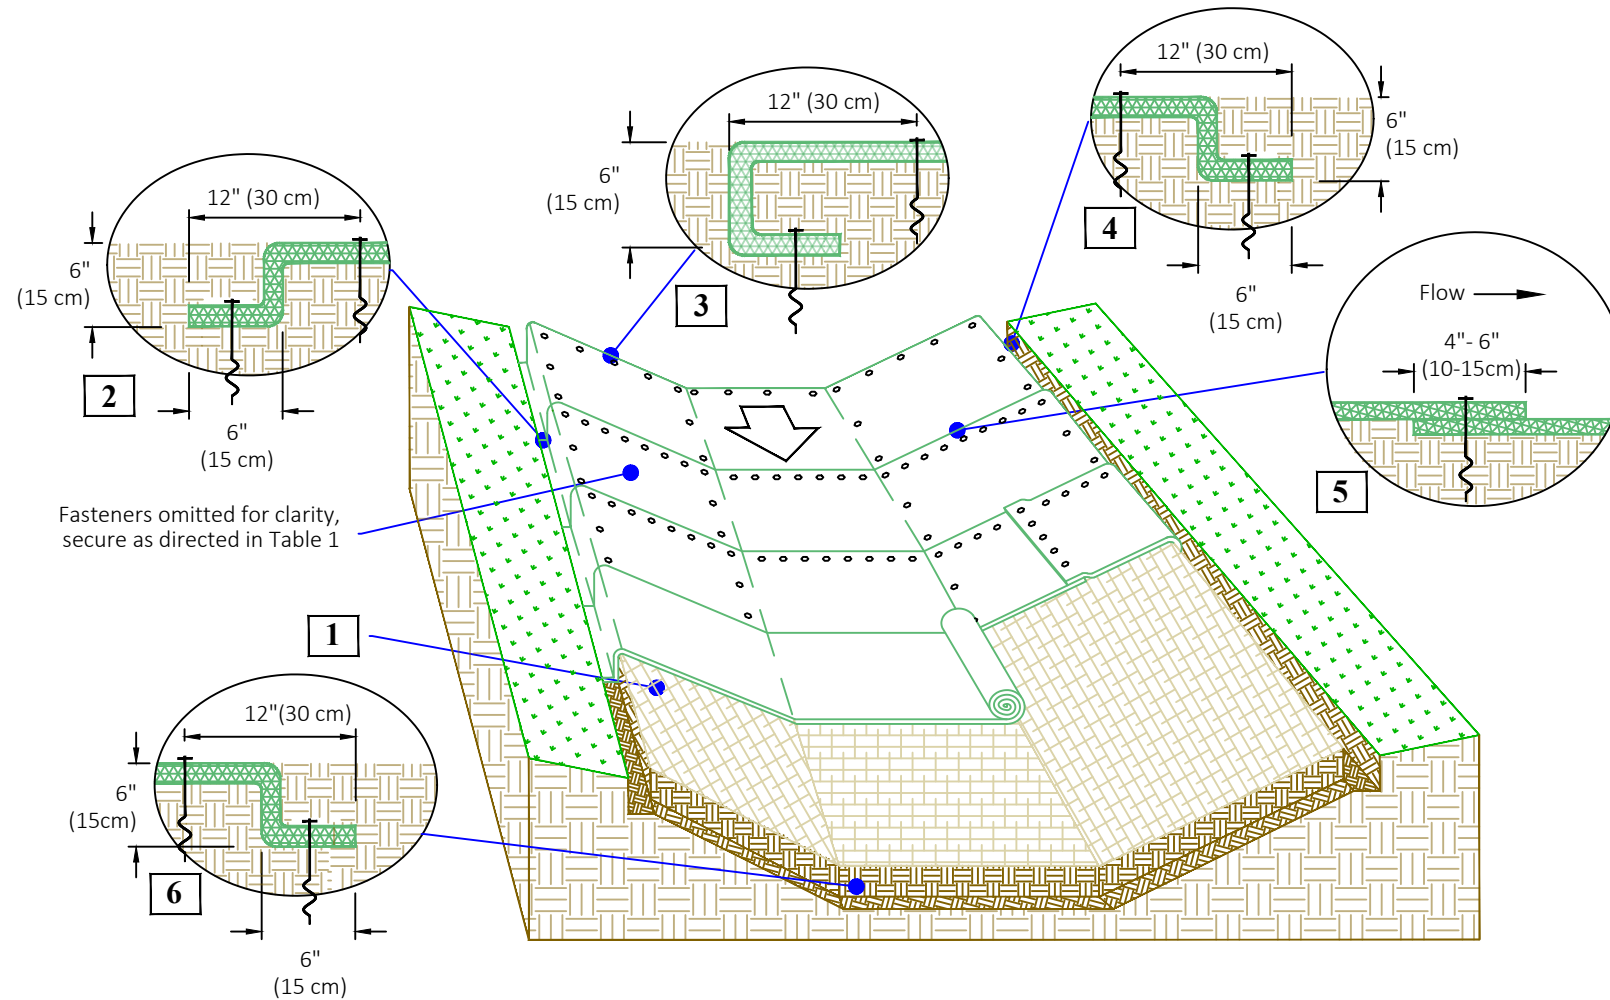 12" (30 cm)
6"
(15 cm)
6"
(15 cm)
2
12" (30 cm)
6"
(15 cm)
3
12" (30 cm)
6"
(15 cm)
4
6"
(15 cm)
Flow
4"- 6"
(10-15cm)
5
Fasteners omitted for clarity,
secure as directed in Table 1
1
12"(30 cm)
6"
(15cm)
6
6"
(15 cm)